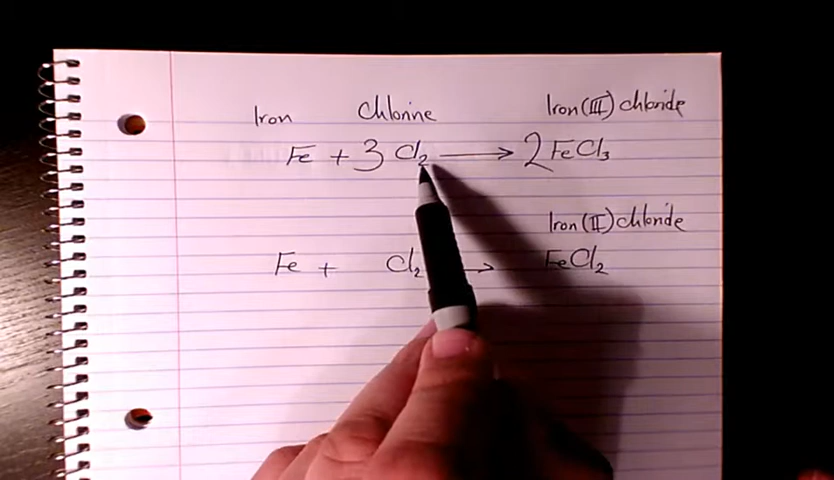 Iron Chlorine Iron(III) chloride
Fe + 3 Cl₂ → 2 FeCl₃
Iron(II) chloride
Fe + Cl₂ → FeCl₂